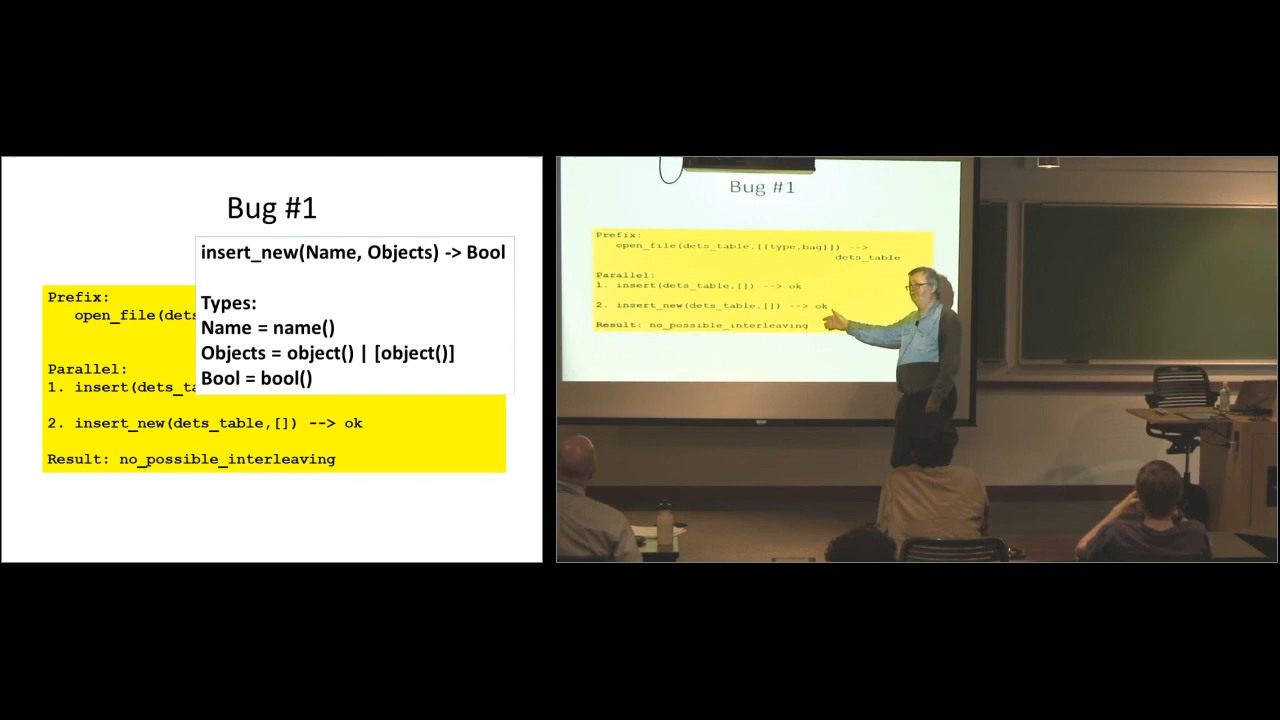 Bug #1
insert_new(Name, Objects) -> Bool
Types:
Name = name()
Objects = object() | [object()]
Bool = bool()
Prefix:
open_file(dets
Parallel:
1. insert(dets_ta
2. insert_new(dets_table,[]) --> ok
Result: no_possible_interleaving
Bug #1
Prefix:
open_file(dets_table,[{type,bag}]) -->
dets_table
Parallel:
1. insert(dets_table,[]) --> ok
2. insert_new(dets_table,[]) --> ok
Result: no_possible_interleaving